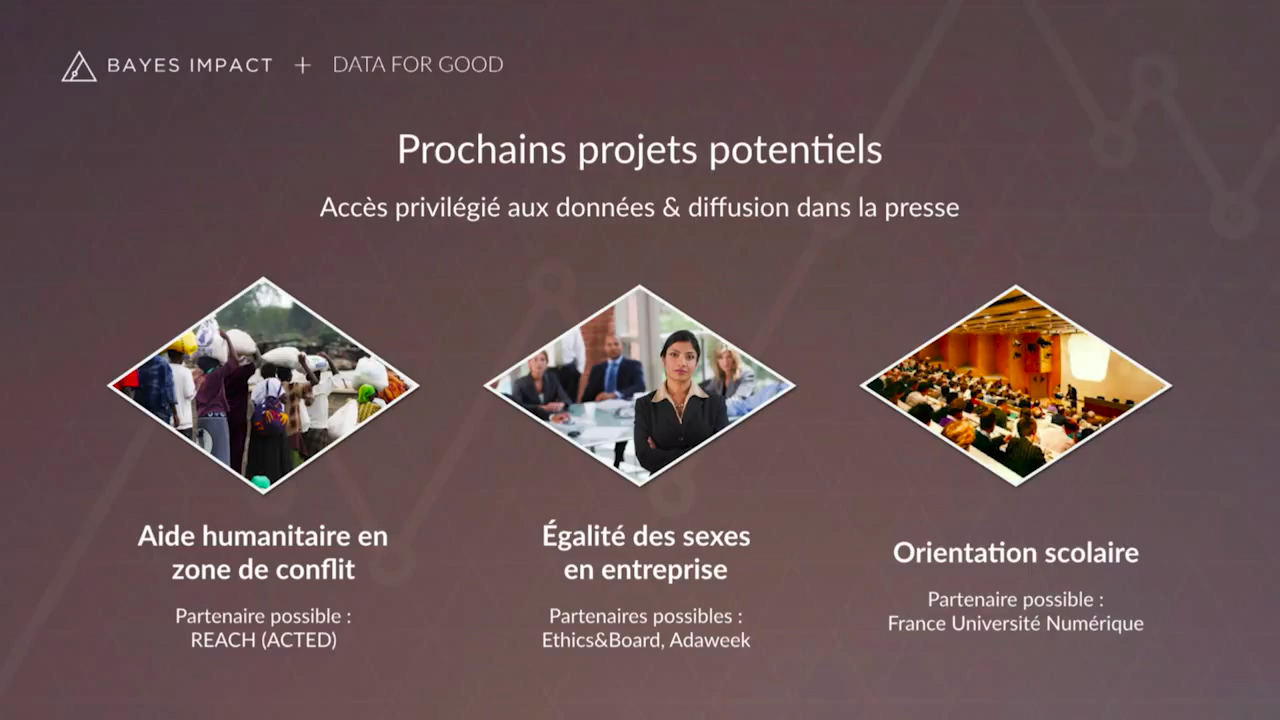 BAYES IMPACT + DATA FOR GOOD
Prochains projets potentiels
Accès privilégié aux données & diffusion dans la presse
Aide humanitaire en
zone de conflit
Partenaire possible :
REACH (ACTED)
Égalité des sexes
en entreprise
Partenaires possibles :
Ethics&Board, Adaweek
Orientation scolaire
Partenaire possible :
France Université Numérique